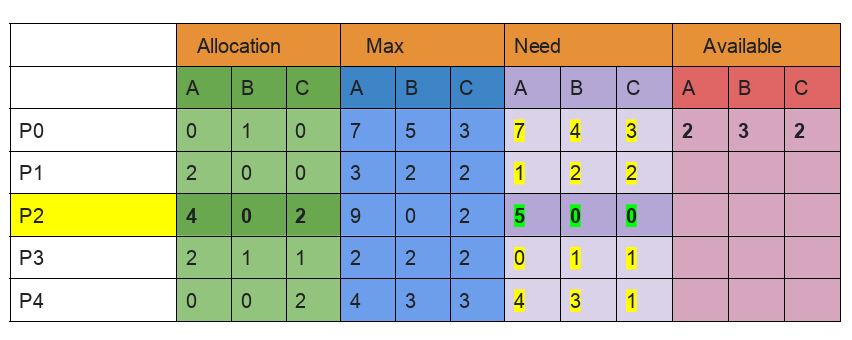 Allocation Max Need Available
A B C A B C A B C A B C
P0 0 1 0 7 5 3 7 4 3 2 3 2
P1 2 0 0 3 2 2 1 2 2
P2 4 0 2 9 0 2 5 0 0
P3 2 1 1 2 2 2 0 1 1
P4 0 0 2 4 3 3 4 3 1